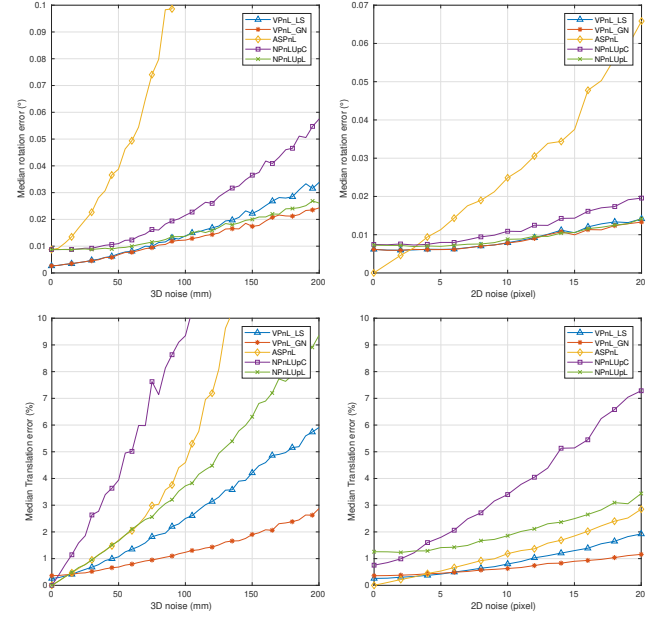 0.1
0.09
0.08
0.07
0.06
0.05
0.04
0.03
0.02
0.01
0
Median rotation error (°)
0 50 100 150 200
3D noise (mm)
VPnL_LS
VPnL_GN
ASPnL
NPnLUpC
NPnLUpL
0.07
0.06
0.05
0.04
0.03
0.02
0.01
0
Median rotation error (°)
0 5 10 15 20
2D noise (pixel)
VPnL_LS
VPnL_GN
ASPnL
NPnLUpC
NPnLUpL
10
9
8
7
6
5
4
3
2
1
0
Median Translation error (%)
0 50 100 150 200
3D noise (mm)
VPnL_LS
VPnL_GN
ASPnL
NPnLUpC
NPnLUpL
10
9
8
7
6
5
4
3
2
1
0
Median Translation error (%)
0 5 10 15 20
2D noise (pixel)
VPnL_LS
VPnL_GN
ASPnL
NPnLUpC
NPnLUpL